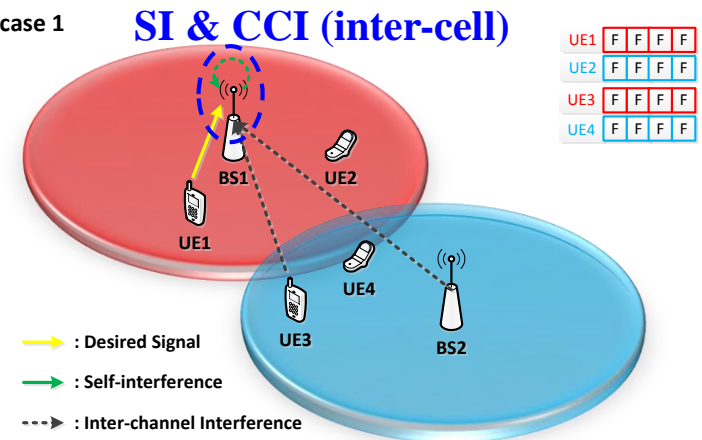 case 1
SI & CCI (inter-cell)
UE1 F F F F
UE2 F F F F
UE3 F F F F
UE4 F F F F
BS1
UE2
UE1
UE4
UE3
BS2
: Desired Signal
: Self-interference
: Inter-channel Interference